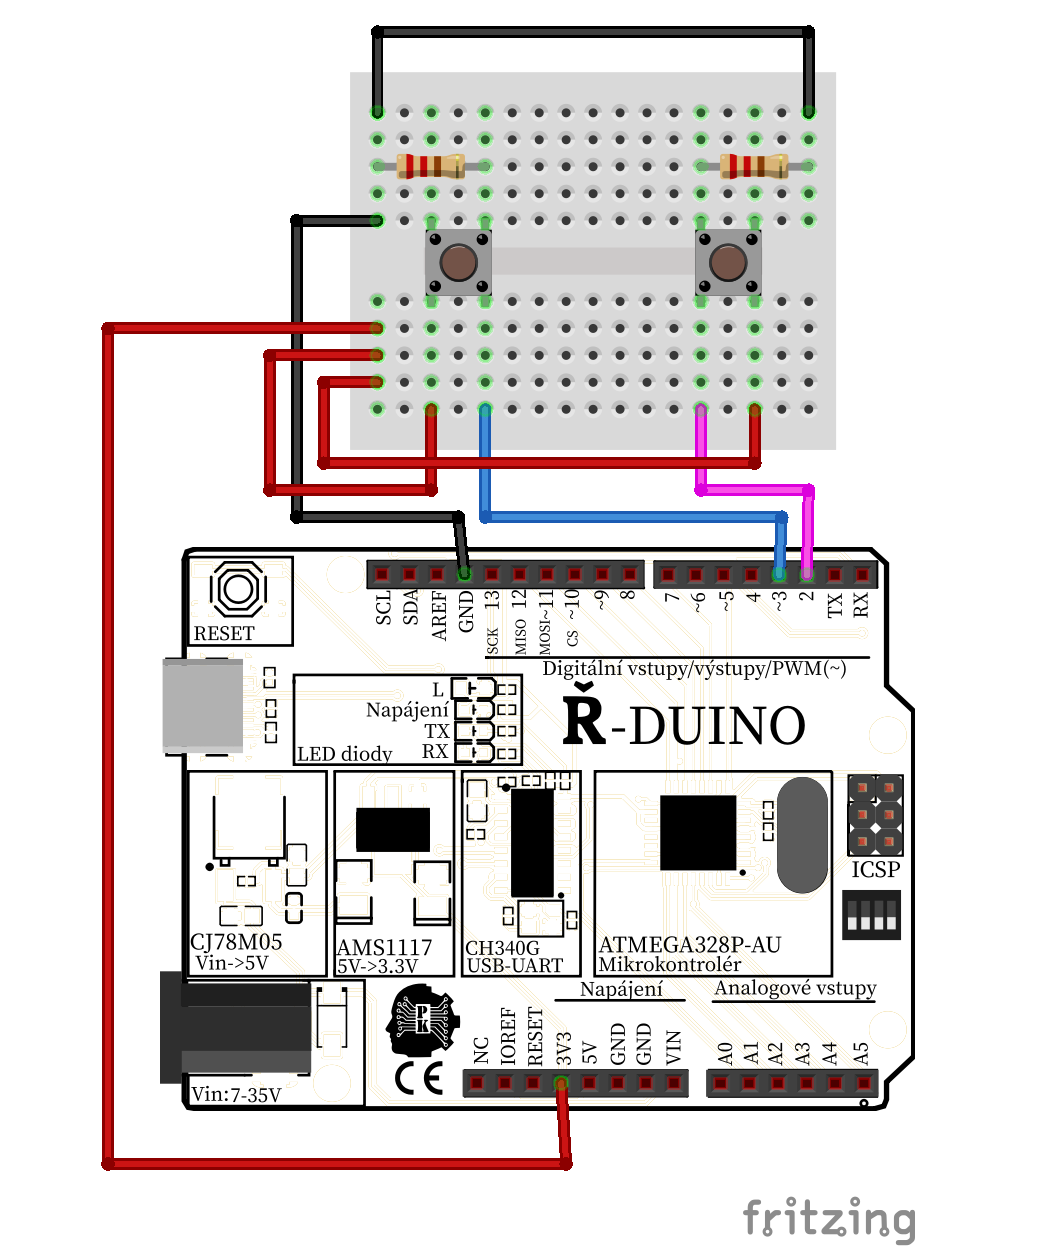 SCL
SDA
AREF
GND
13
12
~11
~10
~9
8
7
~6
~5
4
~3
2
TX
RX
SCK
MISO
MOSI
CS
RESET
Digitální vstupy/výstupy/PWM(~)
L
Napájení
TX
RX
LED diody
Ř-DUINO
ICSP
CJ78M05
Vin->5V
AMS1117
5V->3.3V
CH340G
USB-UART
ATMEGA328P-AU
Mikrokontrolér
Napájení
Analogové vstupy
P
K
CE
NC
IOREF
RESET
3V3
5V
GND
GND
VIN
A0
A1
A2
A3
A4
A5
Vin:7-35V
fritzing